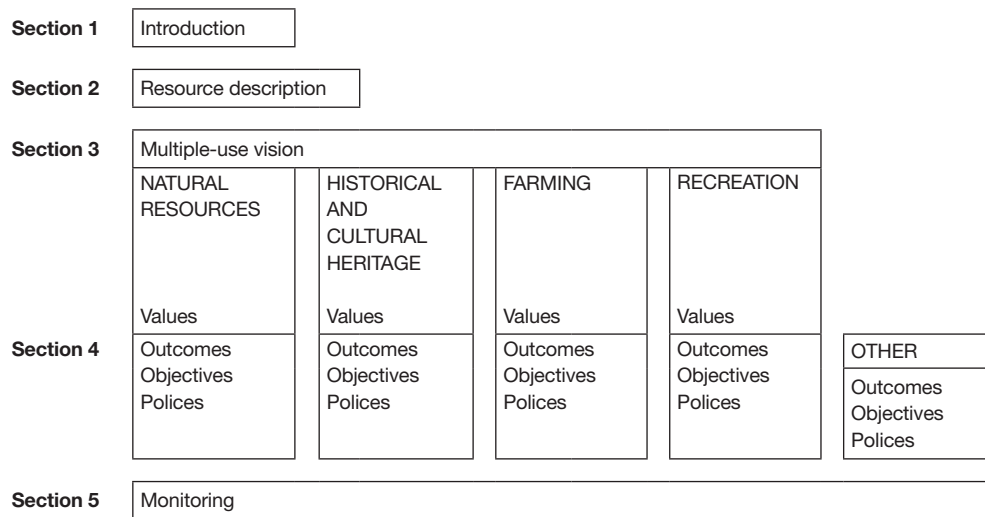 Section 1 Introduction
Section 2 Resource description
Section 3 Multiple-use vision
NATURAL
RESOURCES
Values
HISTORICAL
AND
CULTURAL
HERITAGE
Values
FARMING
Values
RECREATION
Values
Section 4
Outcomes
Objectives
Polices
Outcomes
Objectives
Polices
Outcomes
Objectives
Polices
Outcomes
Objectives
Polices
OTHER
Outcomes
Objectives
Polices
Section 5 Monitoring